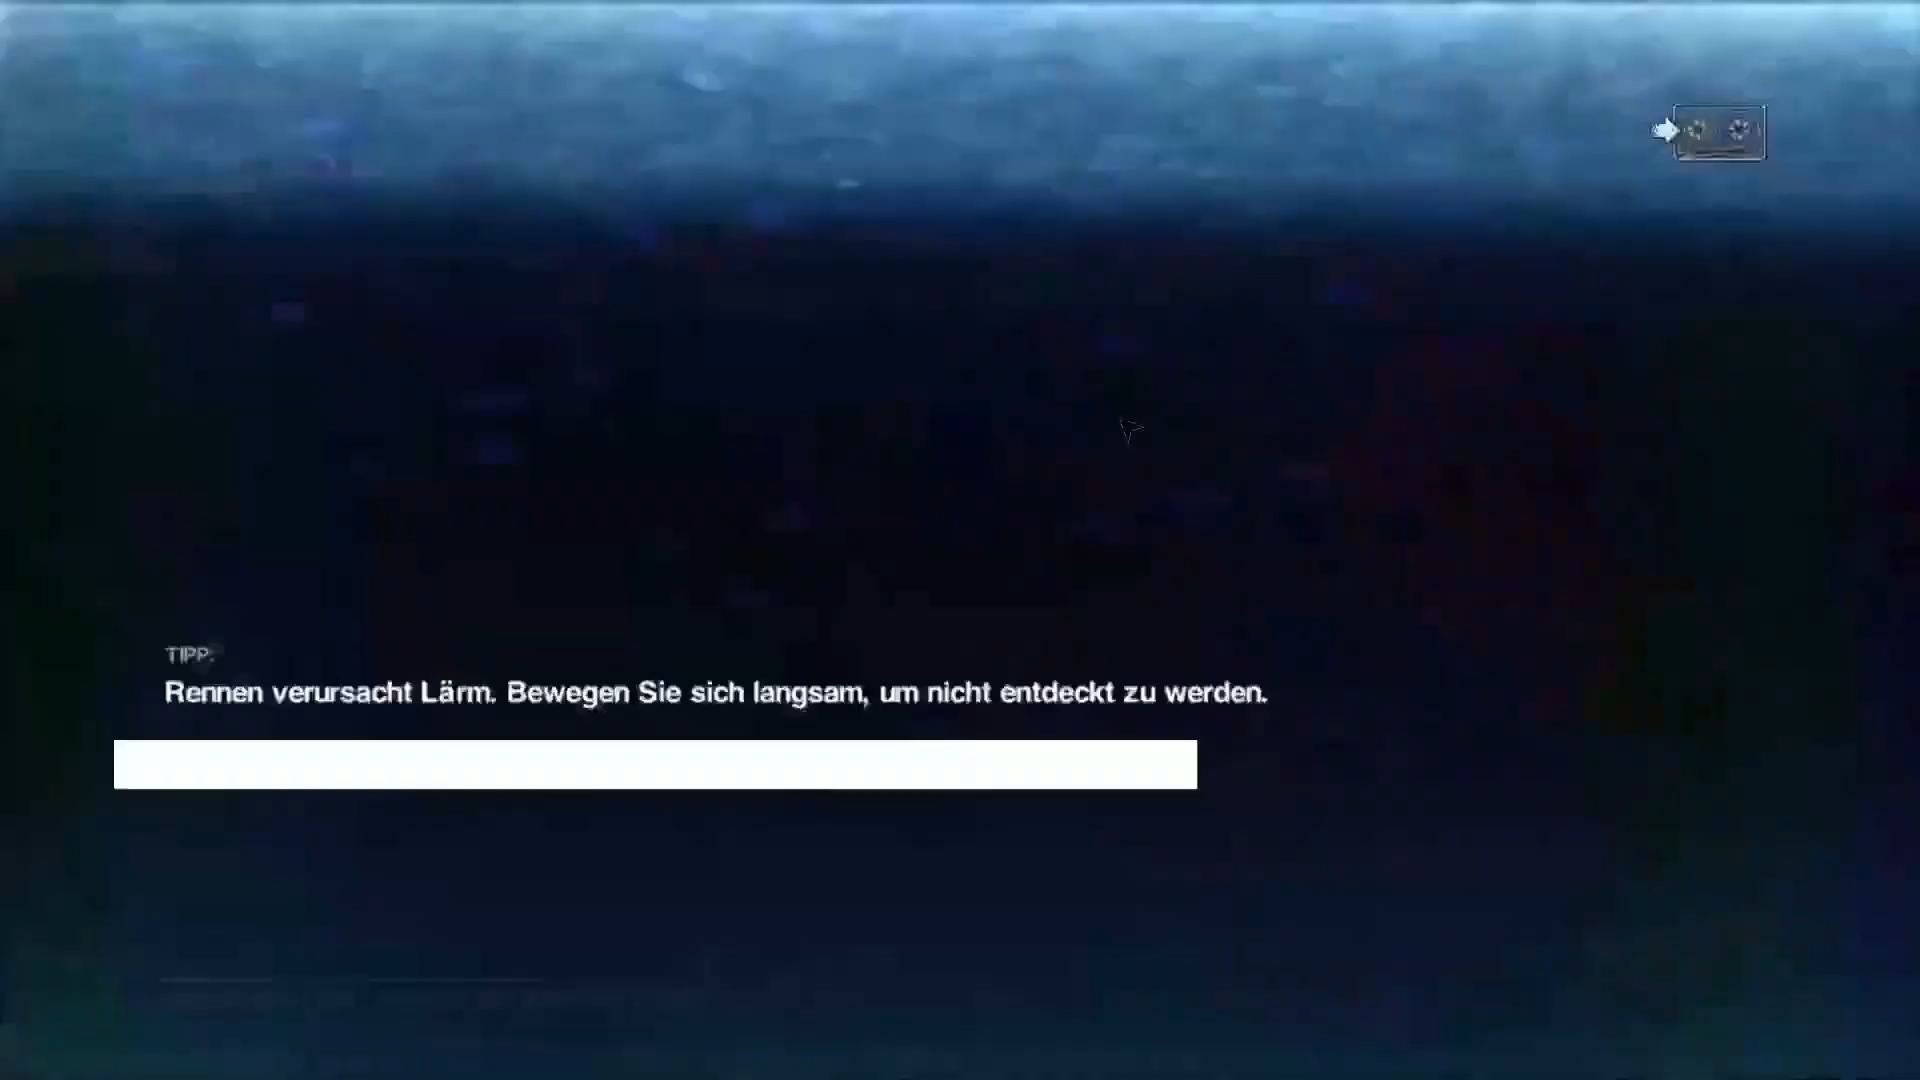 TIPP:
Rennen verursacht Lärm. Bewegen Sie sich langsam, um nicht entdeckt zu werden.